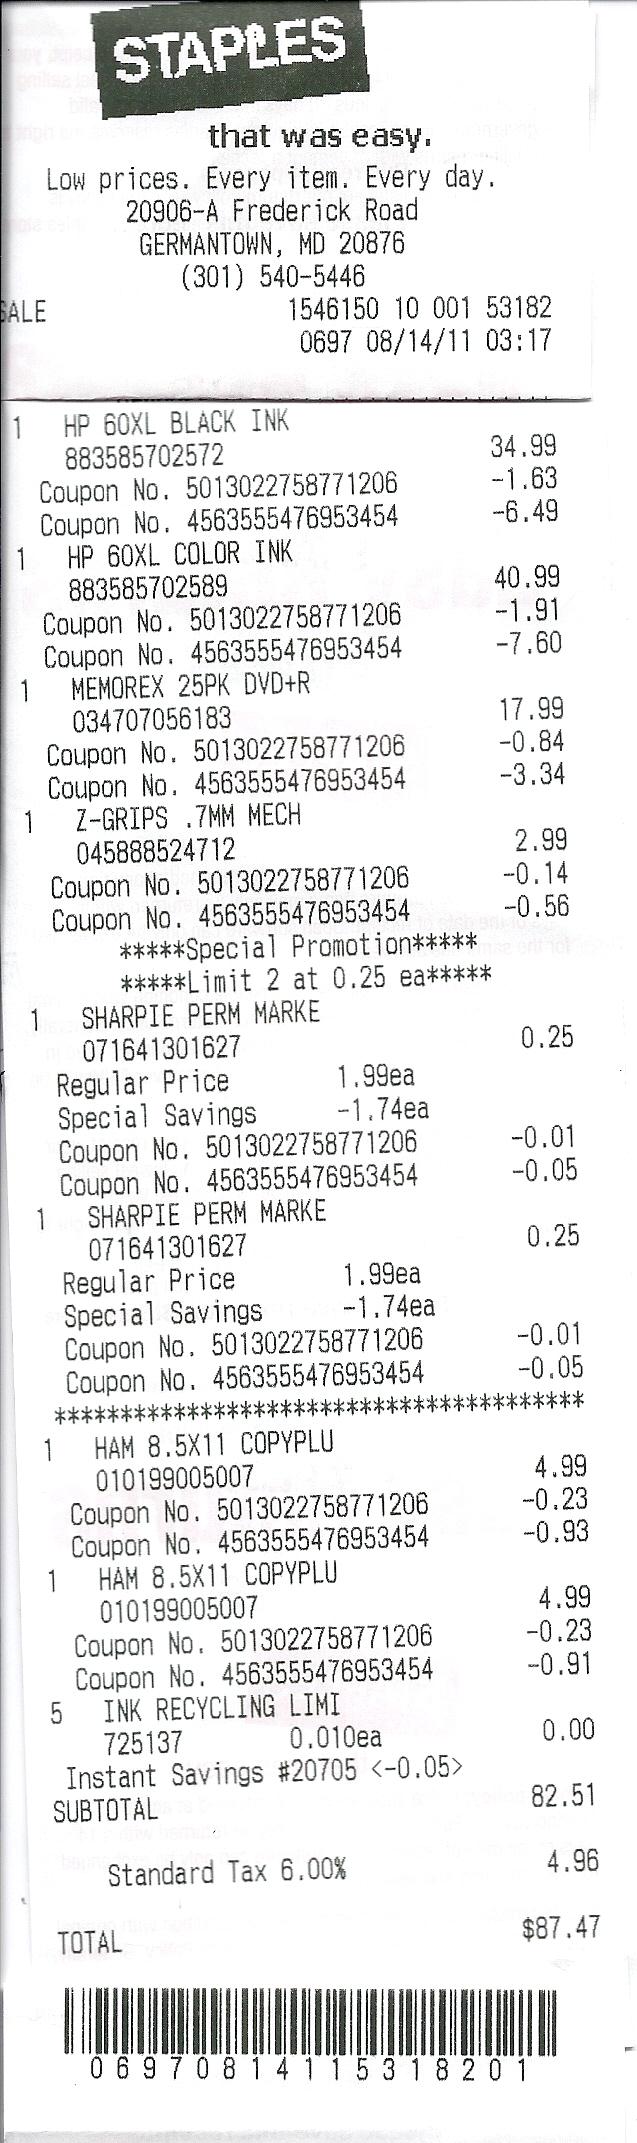 STAPLES
that was easy.
Low prices. Every item. Every day.
20906-A Frederick Road
GERMANTOWN, MD 20876
(301) 540-5446
SALE 1546150 10 001 53182
0697 08/14/11 03:17
1 HP 60XL BLACK INK
883585702572 34.99
Coupon No. 5013022758771206 -1.63
Coupon No. 4563555476953454 -6.49
1 HP 60XL COLOR INK
883585702589 40.99
Coupon No. 5013022758771206 -1.91
Coupon No. 4563555476953454 -7.60
1 MEMOREX 25PK DVD+R
034707056183 17.99
Coupon No. 5013022758771206 -0.84
Coupon No. 4563555476953454 -3.34
1 Z-GRIPS .7MM MECH
045888524712 2.99
Coupon No. 5013022758771206 -0.14
Coupon No. 4563555476953454 -0.56
*****Special Promotion*****
*****Limit 2 at 0.25 ea*****
1 SHARPIE PERM MARKE
071641301627 0.25
Regular Price 1.99ea
Special Savings -1.74ea
Coupon No. 5013022758771206 -0.01
Coupon No. 4563555476953454 -0.05
1 SHARPIE PERM MARKE
071641301627 0.25
Regular Price 1.99ea
Special Savings -1.74ea
Coupon No. 5013022758771206 -0.01
Coupon No. 4563555476953454 -0.05
****************************************
1 HAM 8.5X11 COPYPLU
010199005007 4.99
Coupon No. 5013022758771206 -0.23
Coupon No. 4563555476953454 -0.93
1 HAM 8.5X11 COPYPLU
010199005007 4.99
Coupon No. 5013022758771206 -0.23
Coupon No. 4563555476953454 -0.91
5 INK RECYCLING LIMI
725137 0.010ea 0.00
Instant Savings #20705 <-0.05>
SUBTOTAL 82.51
Standard Tax 6.00% 4.96
TOTAL $87.47
06970814115318201